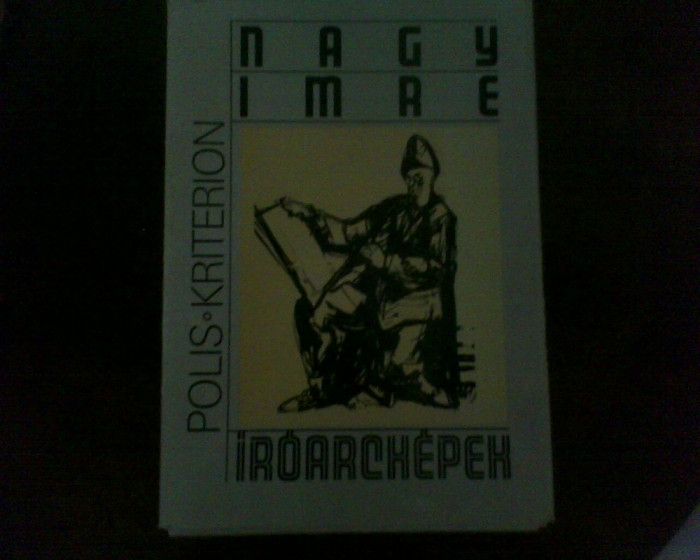 NAGY
IMRE
POLIS·KRITERION
ÍRÓARCKÉPEK